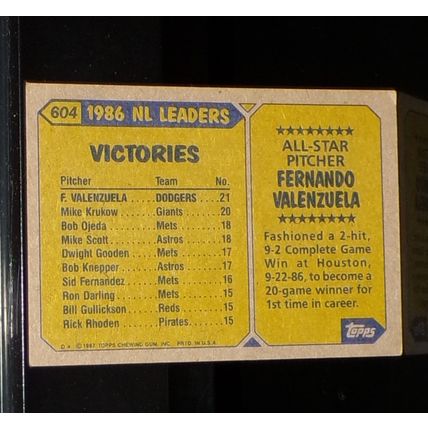 604 1986 NL LEADERS
VICTORIES
Pitcher Team No.
F. VALENZUELA.....DODGERS..21
Mike Krukow......Giants....20
Bob Ojeda........Mets......18
Mike Scott.......Astros....18
Dwight Gooden....Mets......17
Bob Knepper......Astros....17
Sid Fernandez....Mets......16
Ron Darling......Mets......15
Bill Gullickson..Reds......15
Rick Rhoden......Pirates...15
★★★★★★★★
ALL-STAR
PITCHER
FERNANDO
VALENZUELA
★★★★★★★★
Fashioned a 2-hit,
9-2 Complete Game
Win at Houston,
9-22-86, to become a
20-game winner for
1st time in career.
topps
D * © 1987 TOPPS CHEWING GUM, INC. PRTD. IN U.S.A.